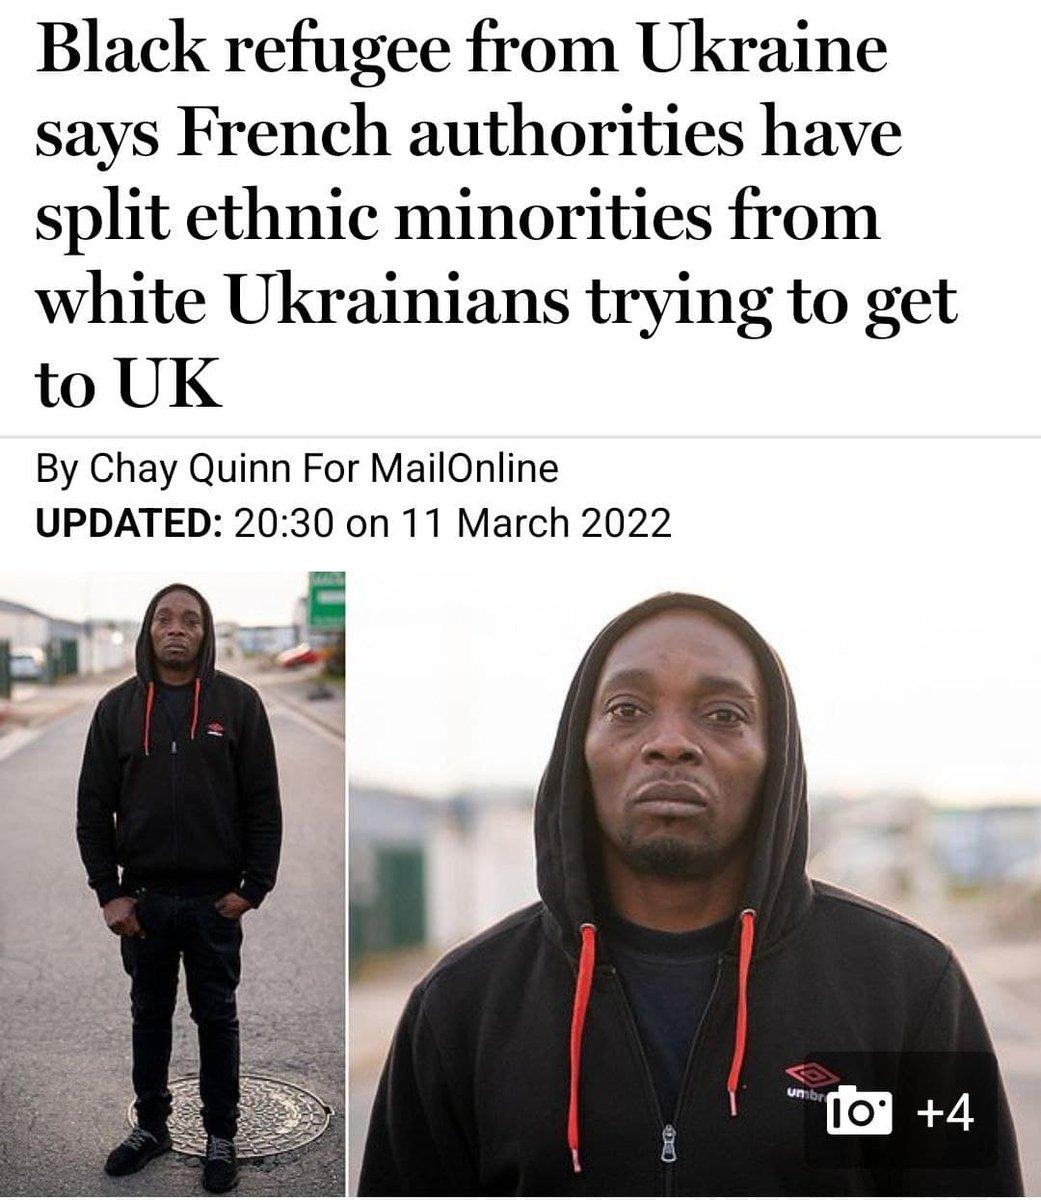 Black refugee from Ukraine
says French authorities have
split ethnic minorities from
white Ukrainians trying to get
to UK
By Chay Quinn For MailOnline
UPDATED: 20:30 on 11 March 2022
+4